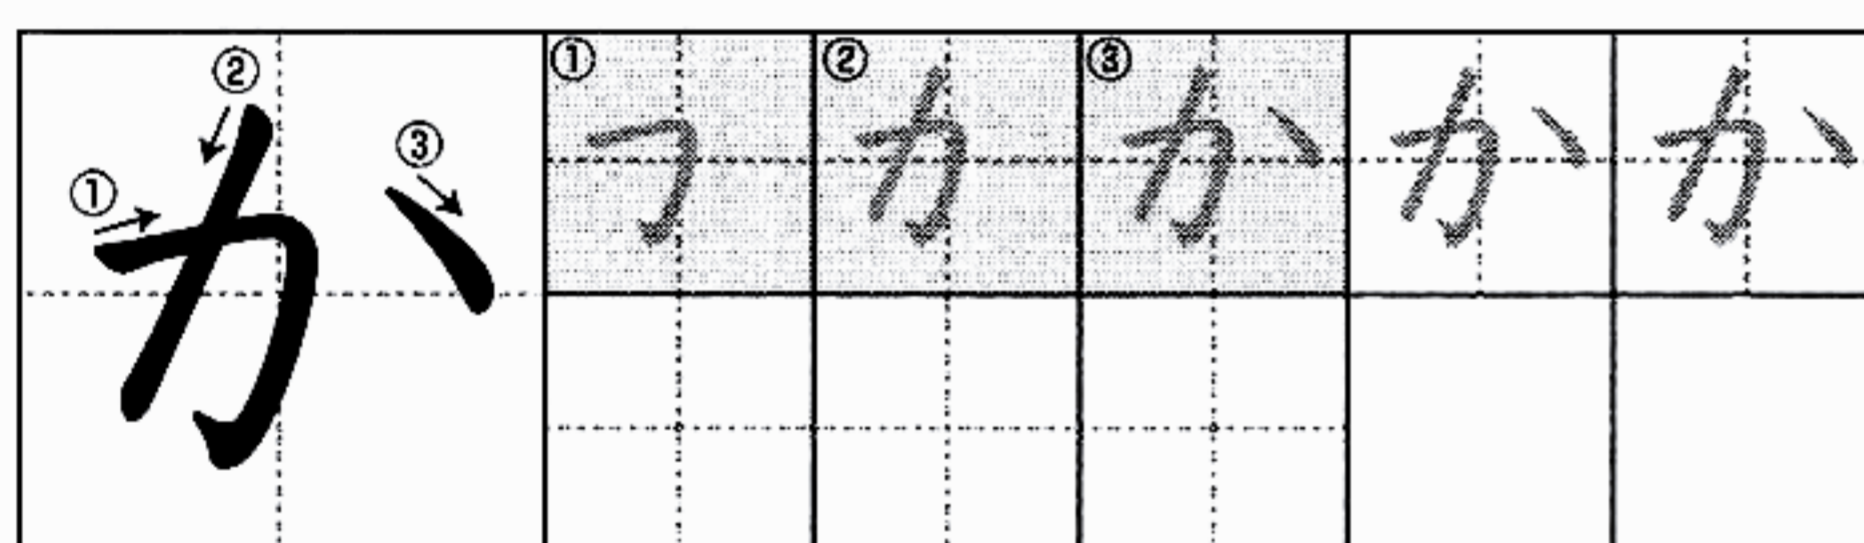 ① ② ③ か
① つ ② カ ③ か か か